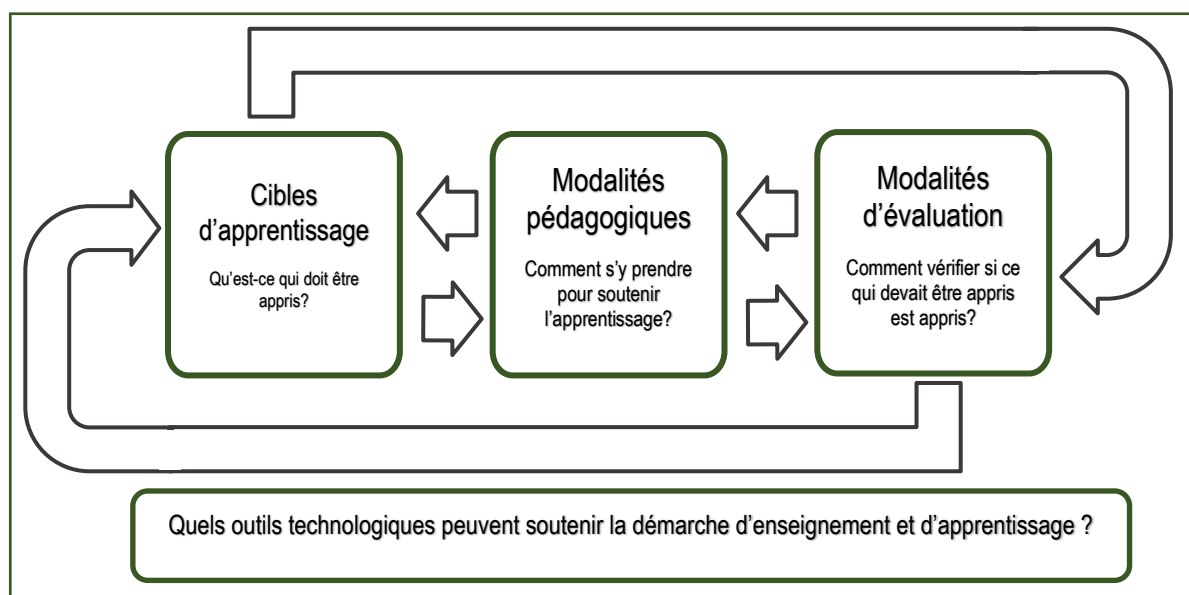 Cibles
d'apprentissage
Qu'est-ce qui doit être
appris?
Modalités
pédagogiques
Comment s'y prendre
pour soutenir
l'apprentissage?
Modalités
d'évaluation
Comment vérifier si ce
qui devait être appris
est appris?
Quels outils technologiques peuvent soutenir la démarche d'enseignement et d'apprentissage ?